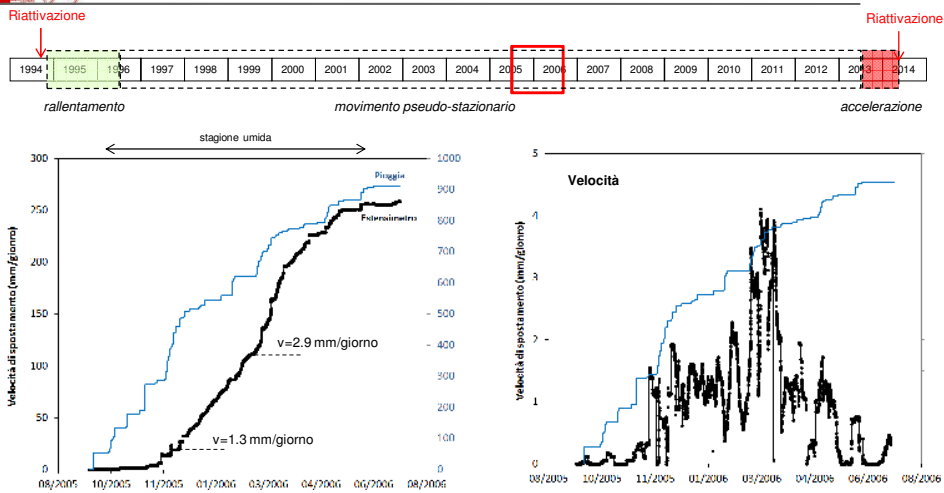 Riattivazione
Riattivazione
1994 1995 1996 1997 1998 1999 2000 2001 2002 2003 2004 2005 2006 2007 2008 2009 2010 2011 2012 2013 2014
rallentamento movimento pseudo-stazionario accelerazione
stagione umida
300 1000
900
250 800
700
200
600
150 500
400
100
300
200
50
100
0 0
Velocità di spostamento (mm/gionro)
Pioggia
Estensimetro
v=2.9 mm/giorno
v=1.3 mm/giorno
08/2005 10/2005 11/2005 01/2006 03/2006 04/2006 06/2006 08/2006
Velocità
5
4
3
2
1
0
Velocità di spostamento (mm/gionro)
08/2005 10/2005 11/2005 01/2006 03/2006 04/2006 06/2006 08/2006